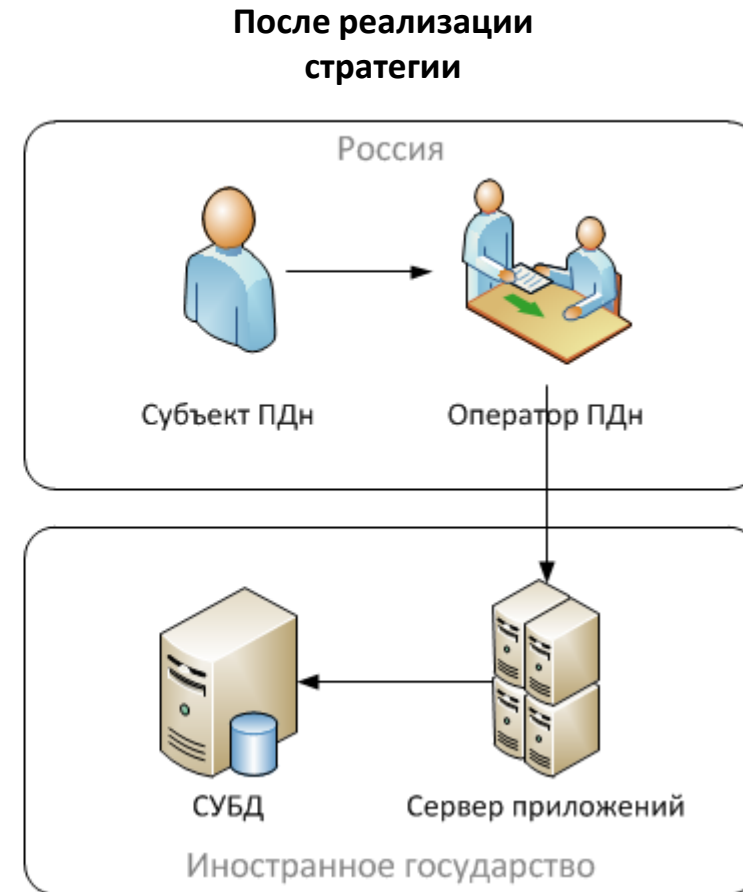 После реализации
стратегии
Россия
Субъект ПДн
Оператор ПДн
СУБД
Сервер приложений
Иностранное государство